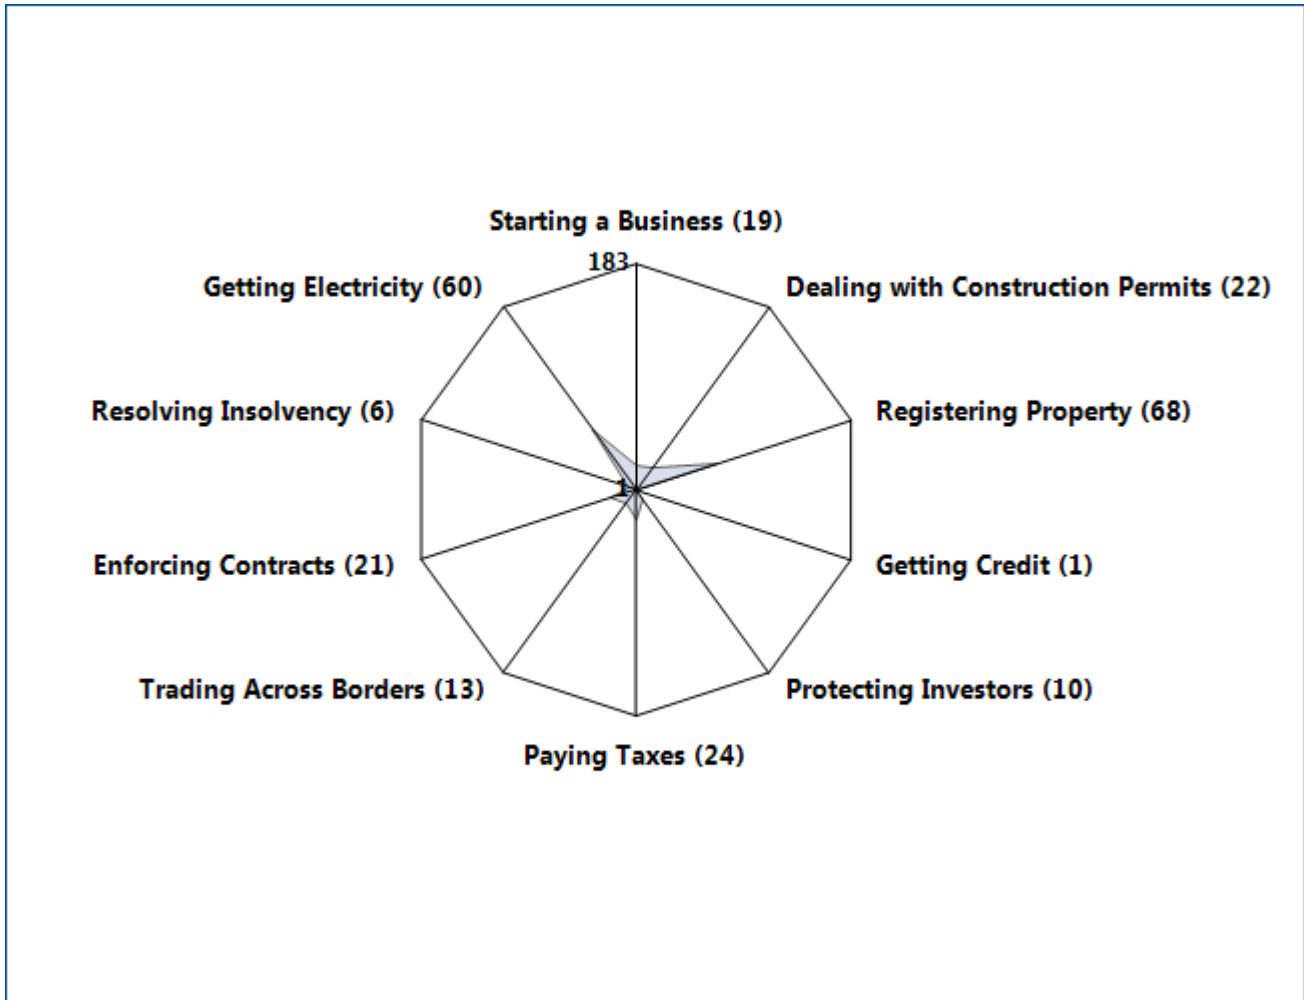 Starting a Business (19)
183
Getting Electricity (60)
Dealing with Construction Permits (22)
Resolving Insolvency (6)
Registering Property (68)
1
Enforcing Contracts (21)
Getting Credit (1)
Trading Across Borders (13)
Protecting Investors (10)
Paying Taxes (24)